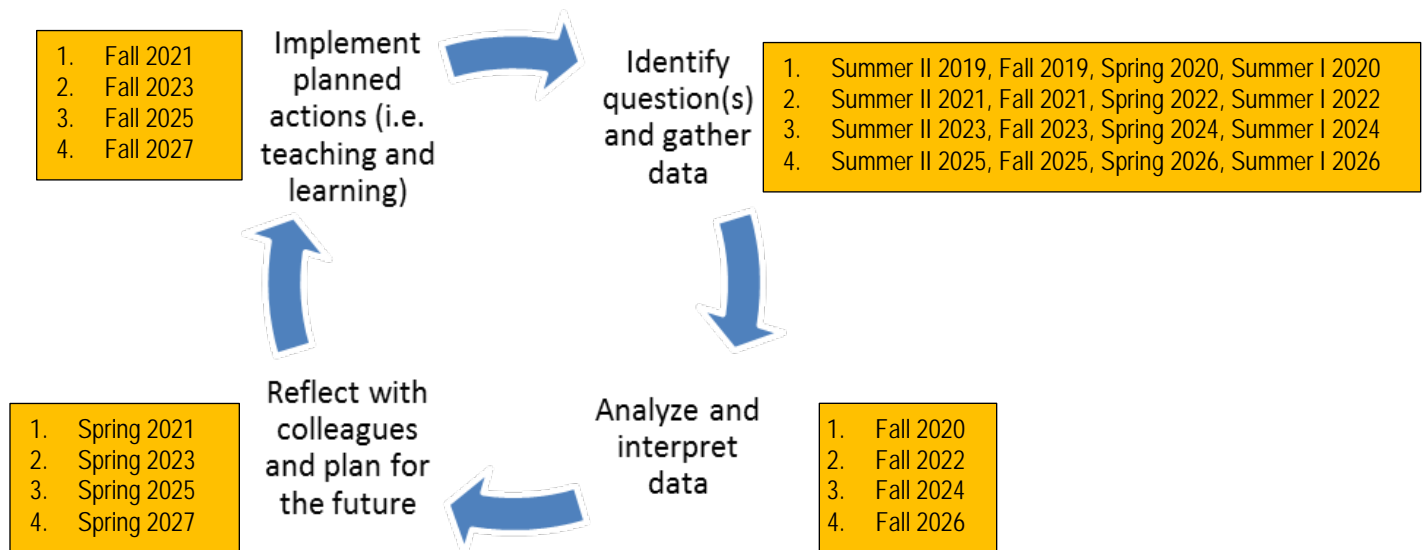 1. Fall 2021
2. Fall 2023
3. Fall 2025
4. Fall 2027
Implement
planned
actions (i.e.
teaching and
learning)
Identify
question(s)
and gather
data
1. Summer II 2019, Fall 2019, Spring 2020, Summer I 2020
2. Summer II 2021, Fall 2021, Spring 2022, Summer I 2022
3. Summer II 2023, Fall 2023, Spring 2024, Summer I 2024
4. Summer II 2025, Fall 2025, Spring 2026, Summer I 2026
1. Spring 2021
2. Spring 2023
3. Spring 2025
4. Spring 2027
Reflect with
colleagues
and plan for
the future
Analyze and
interpret
data
1. Fall 2020
2. Fall 2022
3. Fall 2024
4. Fall 2026